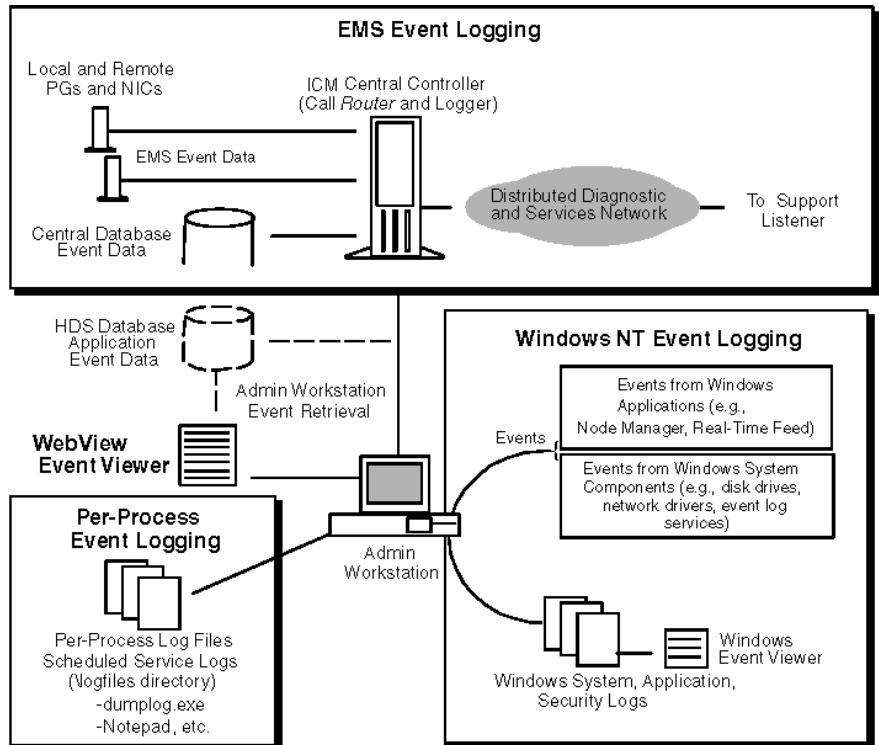 EMS Event Logging
Local and Remote
PGs and NICs
ICM Central Controller
(Call Router and Logger)
EMS Event Data
Distributed Diagnostic
and Services Network
To Support
Listener
Central Database
Event Data
HDS Database
Application
Event Data
Admin Workstation
Event Retrieval
WebView
Event Viewer
Windows NT Event Logging
Events from Windows
Applications (e.g.,
Node Manager, Real-Time Feed)
Events
Events from Windows System
Components (e.g., disk drives,
network drivers, event log
services)
Per-Process
Event Logging
Admin
Workstation
Per-Process Log Files
Scheduled Service Logs
(\logfiles directory)
-dumplog.exe
-Notepad, etc.
Windows
Event Viewer
Windows System, Application,
Security Logs